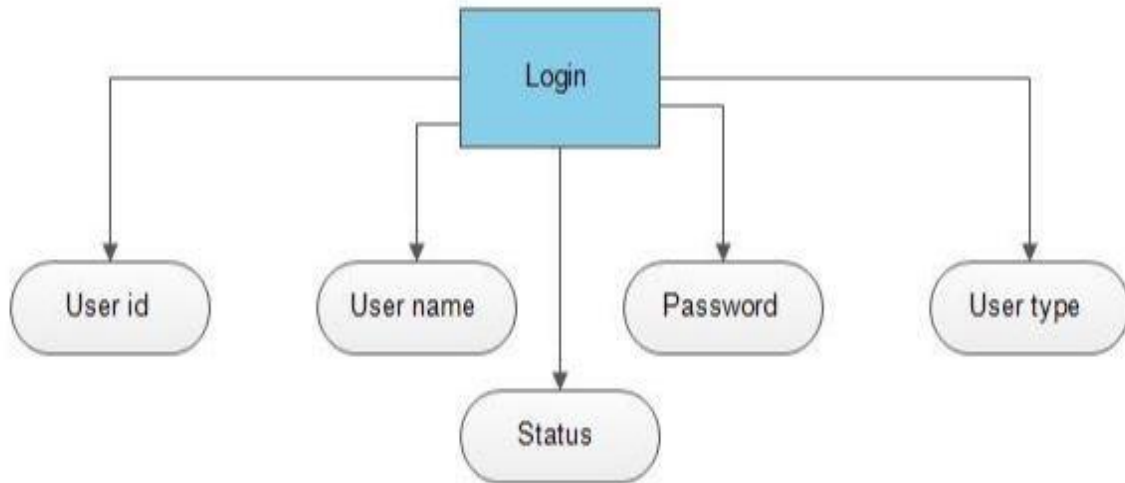 Login
User id
User name
Password
User type
Status